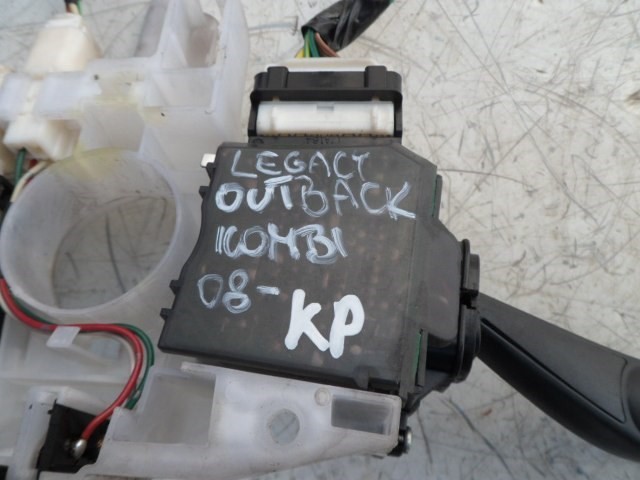 LEGACY
OUTBACK
KOMBI
08-
KP